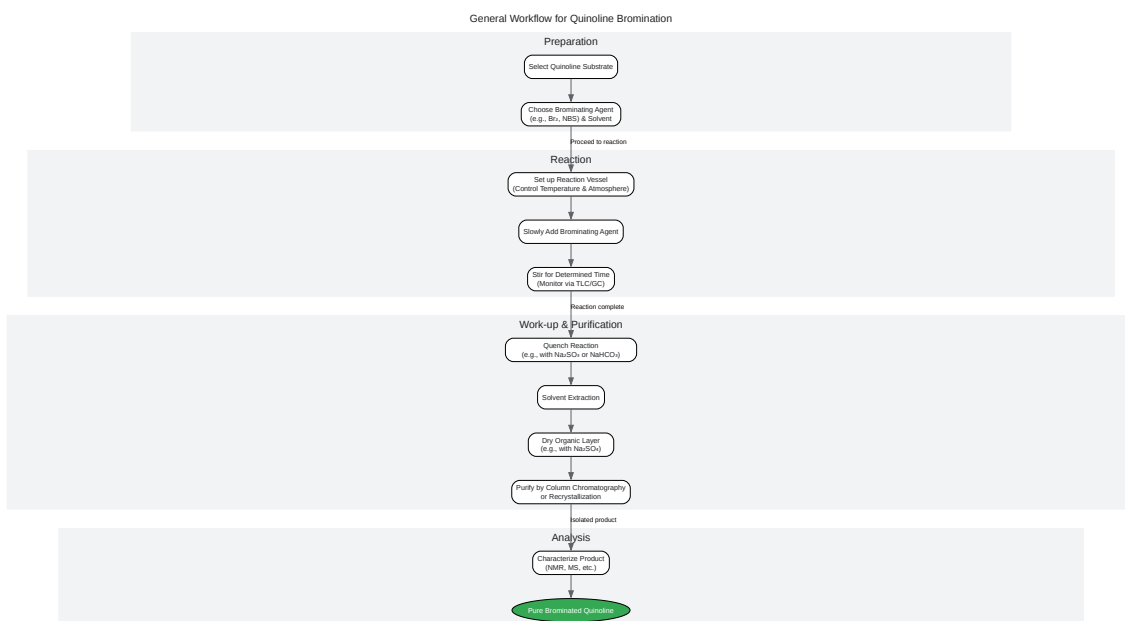 General Workflow for Quinoline Bromination
Preparation
Select Quinoline Substrate
Choose Brominating Agent
(e.g., Br₂, NBS) & Solvent
Proceed to reaction
Reaction
Set up Reaction Vessel
(Control Temperature & Atmosphere)
Slowly Add Brominating Agent
Stir for Determined Time
(Monitor via TLC/GC)
Reaction complete
Work-up & Purification
Quench Reaction
(e.g., with Na₂SO₃ or NaHCO₃)
Solvent Extraction
Dry Organic Layer
(e.g., with Na₂SO₄)
Purify by Column Chromatography
or Recrystallization
Isolated product
Analysis
Characterize Product
(NMR, MS, etc.)
Pure Brominated Quinoline